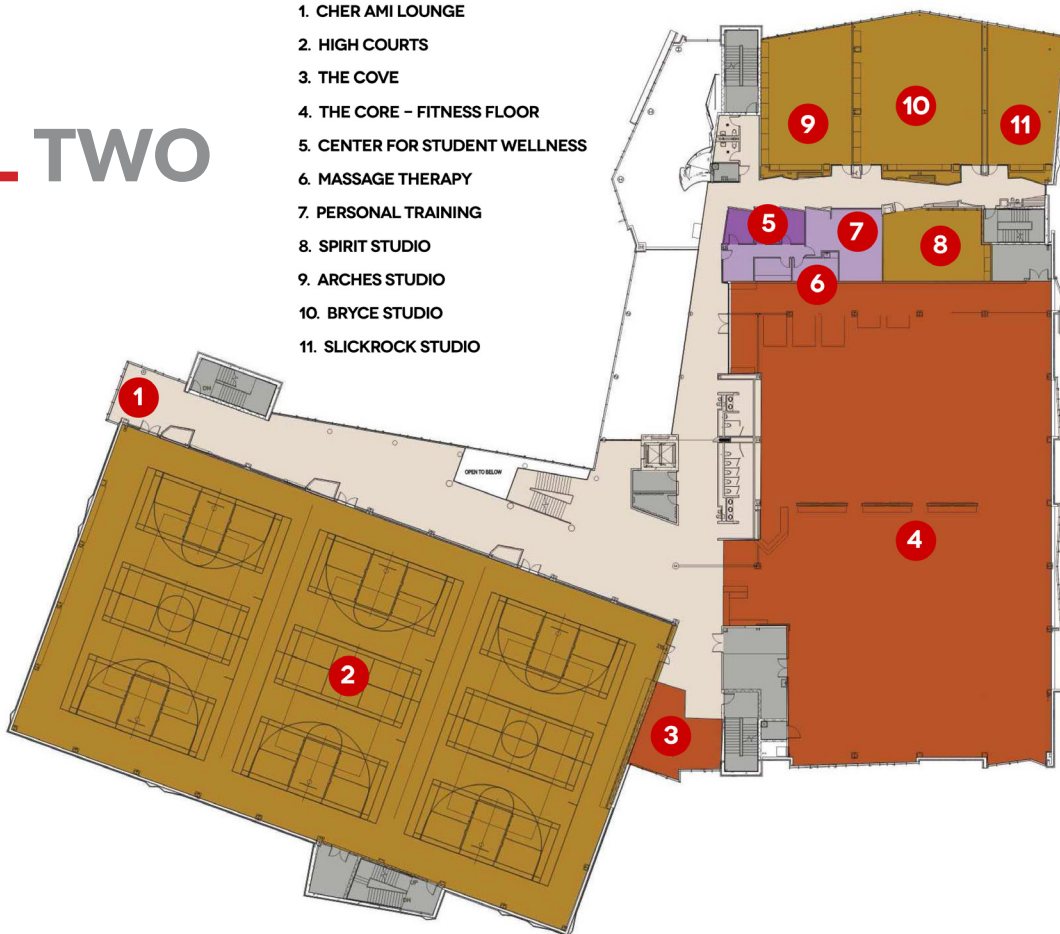 TWO
1. CHER AMI LOUNGE
2. HIGH COURTS
3. THE COVE
4. THE CORE – FITNESS FLOOR
5. CENTER FOR STUDENT WELLNESS
6. MASSAGE THERAPY
7. PERSONAL TRAINING
8. SPIRIT STUDIO
9. ARCHES STUDIO
10. BRYCE STUDIO
11. SLICKROCK STUDIO
9
10
11
5
7
8
6
1
OPEN TO BELOW
4
2
3